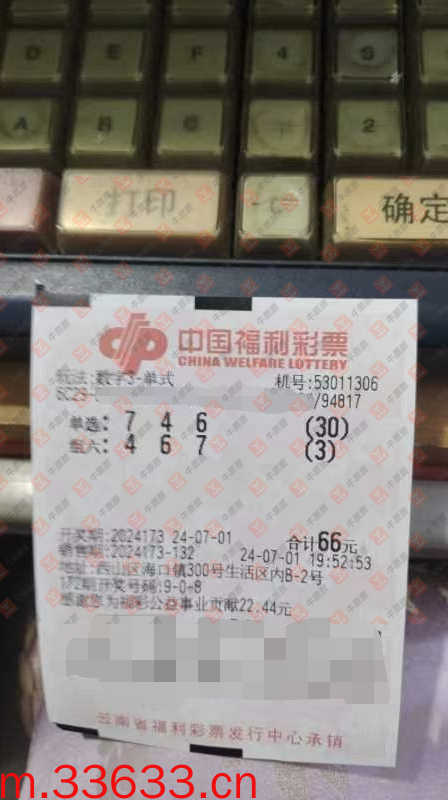 D E F 4 5
A B C 2
打印
确定
中国福利彩票
CHINA WELFARE LOTTERY
玩法:数字3-单式 机号:53011306
/94817
单选: 7 4 6 (30)
组六: 4 6 7 (3)
开奖期:2024173 24-07-01 合计66元
销售期:2024173-132 24-07-01 19:52:53
地址:西山区海口镇300号生活区内B-2号
172期开奖号码:9-0-8
感谢您为福彩公益事业贡献22.44元
云南省福利彩票发行中心承销
m.33633.cn